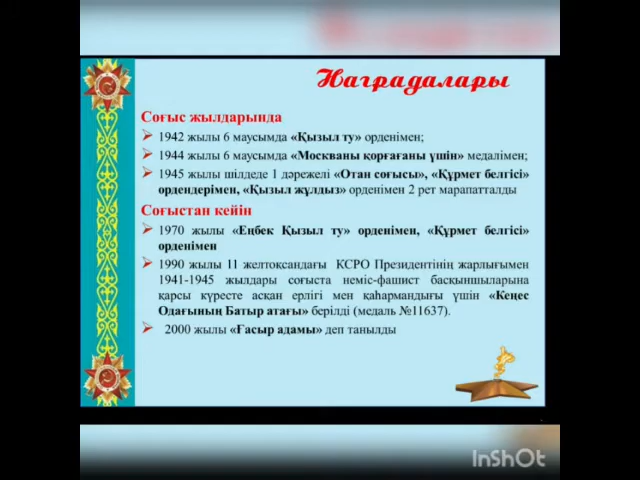 Наградалары
Соғыс жылдарында
1942 жылы 6 маусымда «Қызыл ту» орденімен;
1944 жылы 6 маусымда «Москваны қорғағаны үшін» медалімен;
1945 жылы шілдеде 1 дәрежелі «Отан соғысы», «Құрмет белгісі»
ордендерімен, «Қызыл жұлдыз» орденімен 2 рет марапатталды
Соғыстан кейін
1970 жылы «Еңбек Қызыл ту» орденімен, «Құрмет белгісі»
орденімен
1990 жылы 11 желтоқсандағы КСРО Президентінің жарлығымен
1941-1945 жылдары соғыста неміс-фашист басқыншыларына
қарсы күресте асқан ерлігі мен қаһармандығы үшін «Кеңес
Одағының Батыр атағы» берілді (медаль №11637).
2000 жылы «Ғасыр адамы» деп танылды
InShOt